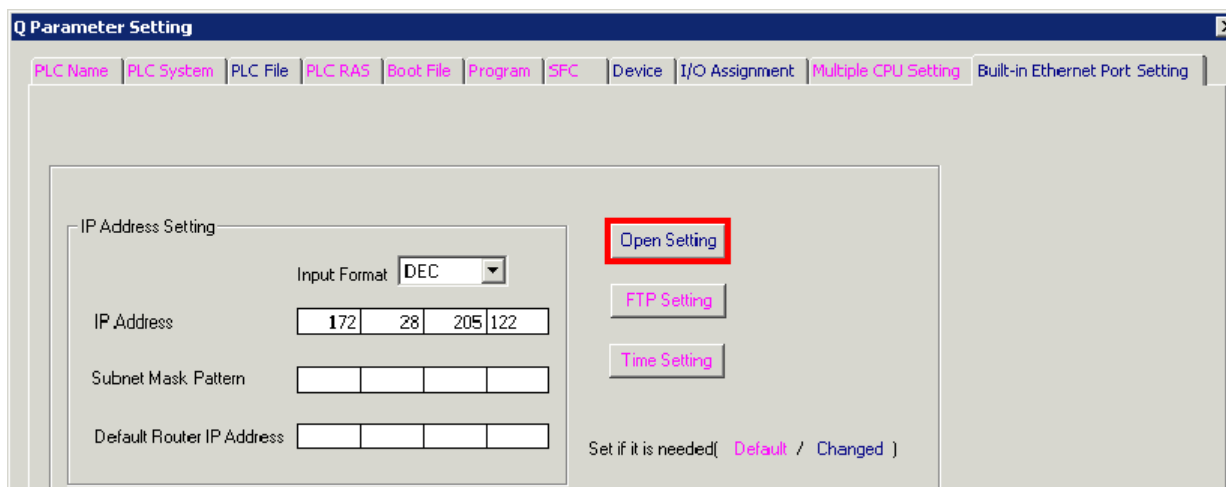 Q Parameter Setting
PLC Name PLC System PLC File PLC RAS Boot File Program SFC Device I/O Assignment Multiple CPU Setting Built-in Ethernet Port Setting
IP Address Setting
Open Setting
Input Format DEC
FTP Setting
IP Address 172 28 205 122
Time Setting
Subnet Mask Pattern
Default Router IP Address
Set if it is needed( Default / Changed )